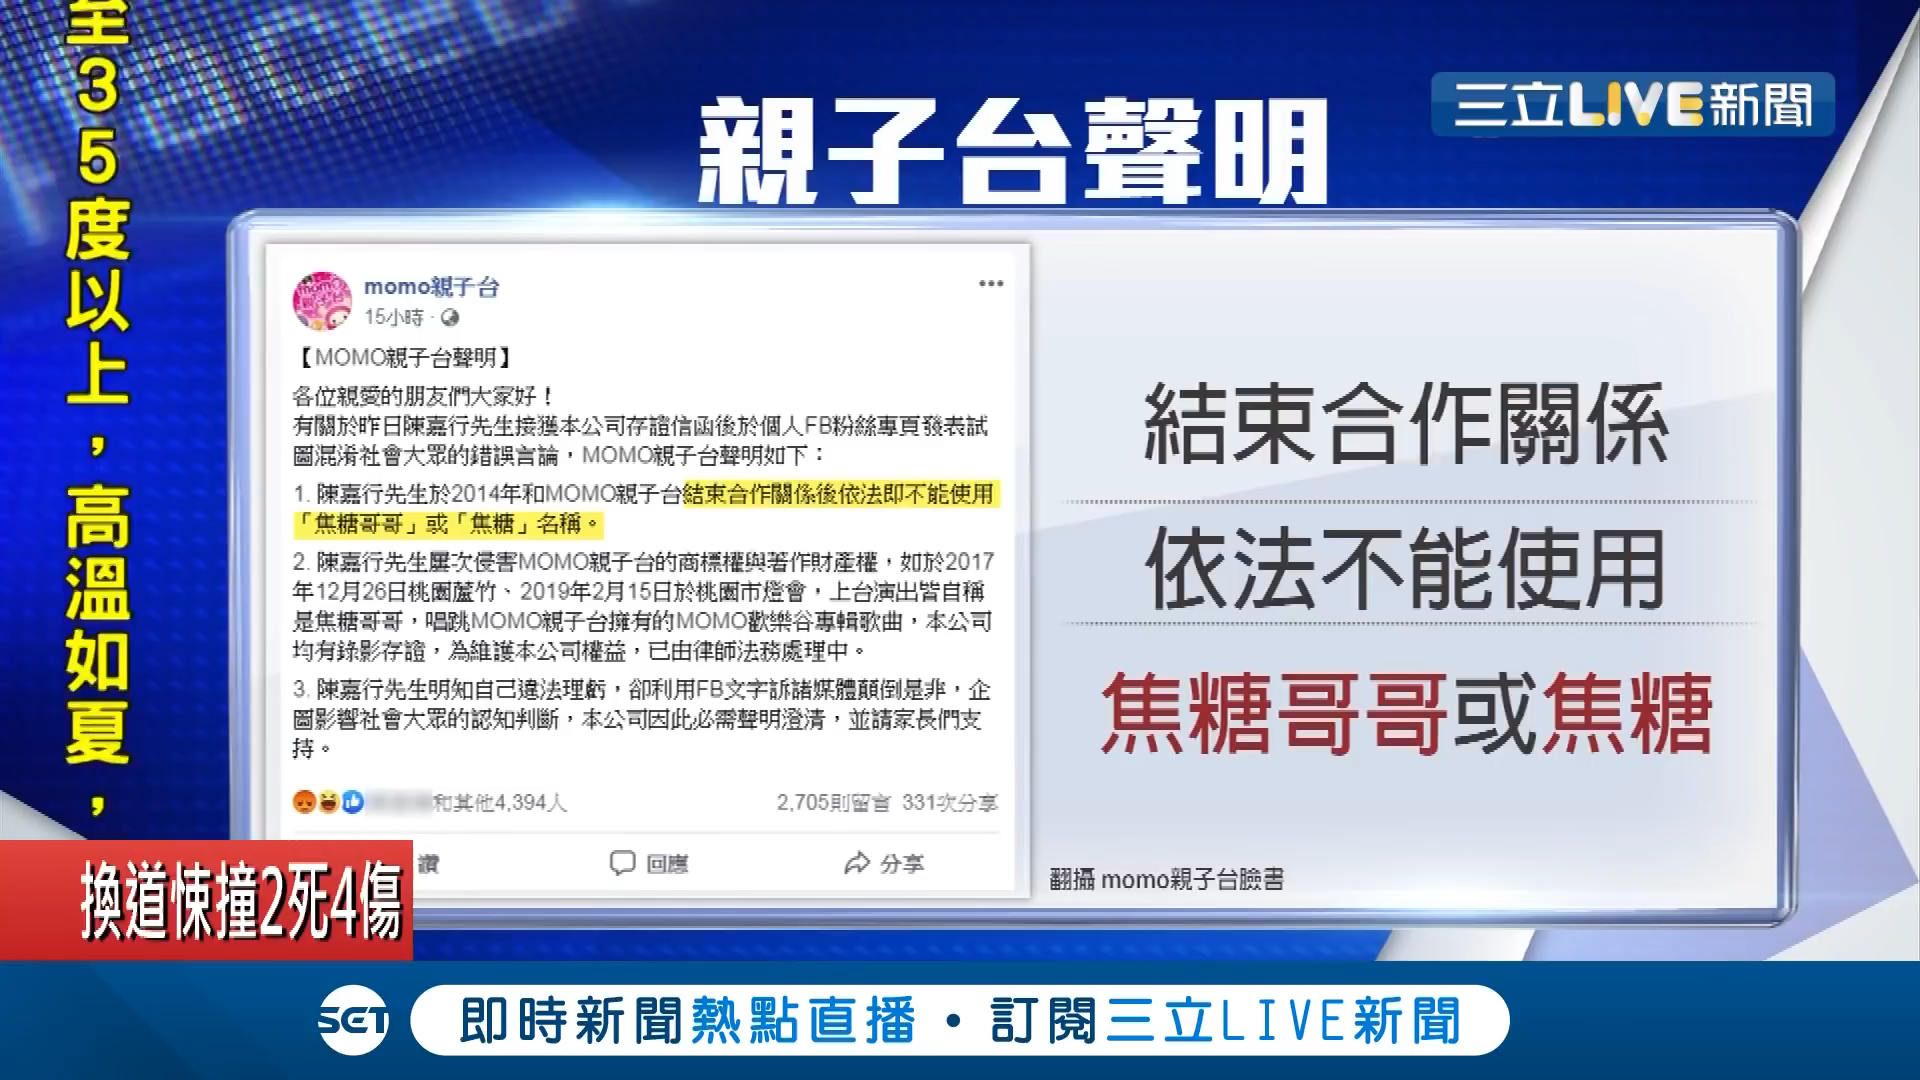 至35度以上，高溫如夏，
親子台聲明
三立LIVE新聞
momo親子台
15小時
【MOMO親子台聲明】
各位親愛的朋友們大家好！
有關於昨日陳嘉行先生接獲本公司存證信函後於個人FB粉絲專頁發表試
圖混淆社會大眾的錯誤言論，MOMO親子台聲明如下：
1. 陳嘉行先生於2014年和MOMO親子台結束合作關係後依法即不能使用
「焦糖哥哥」或「焦糖」名稱。
2. 陳嘉行先生屢次侵害MOMO親子台的商標權與著作財產權，如於2017
年12月26日桃園蘆竹、2019年2月15日於桃園市燈會，上台演出皆自稱
是焦糖哥哥，唱跳MOMO親子台擁有的MOMO歡樂谷專輯歌曲，本公司
均有錄影存證，為維護本公司權益，已由律師法務處理中。
3. 陳嘉行先生明知自己違法理虧，卻利用FB文字訴諸媒體顛倒是非，企
圖影響社會大眾的認知判斷，本公司因此必需聲明澄清，並請家長們支
持。
和其他4,394人
2,705則留言 331次分享
讚
回應
分享
結束合作關係
依法不能使用
焦糖哥哥或焦糖
翻攝momo親子台臉書
換道悚撞2死4傷
SET
即時新聞熱點直播・訂閱三立LIVE新聞